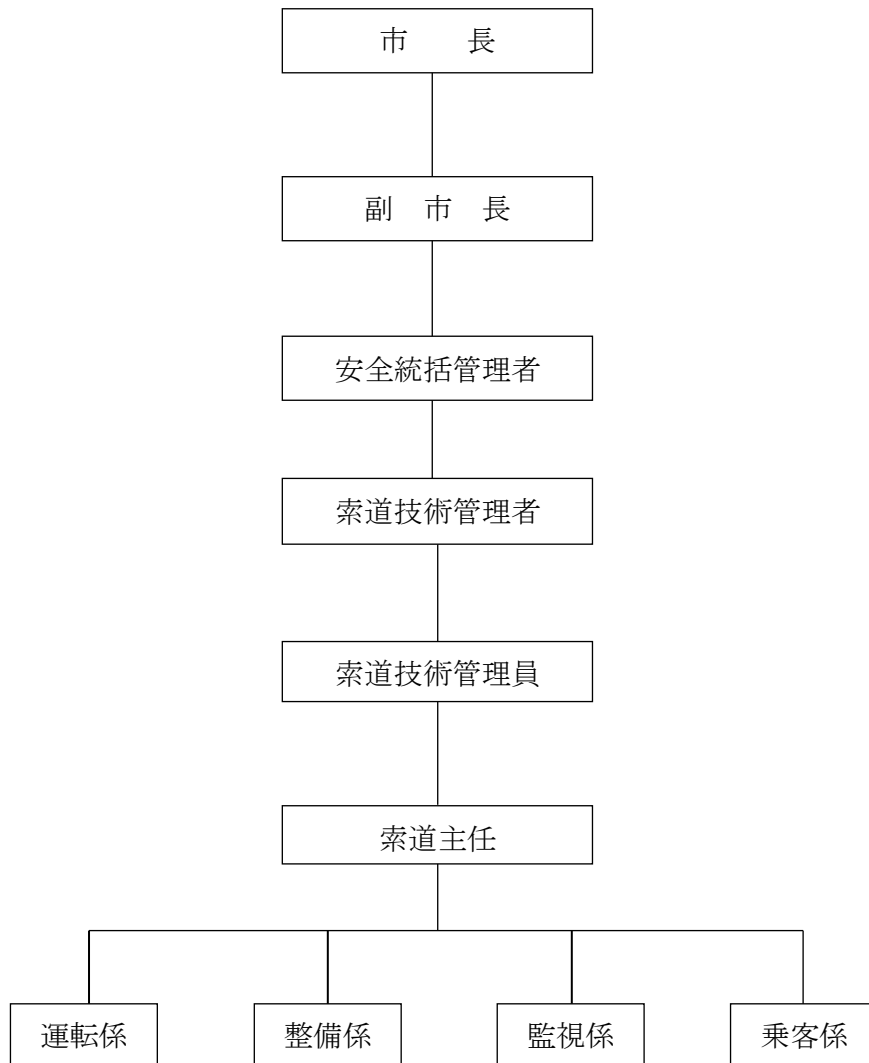 市　　長
副　市　長
安全統括管理者
索道技術管理者
索道技術管理員
索道主任
運転係
整備係
監視係
乗客係